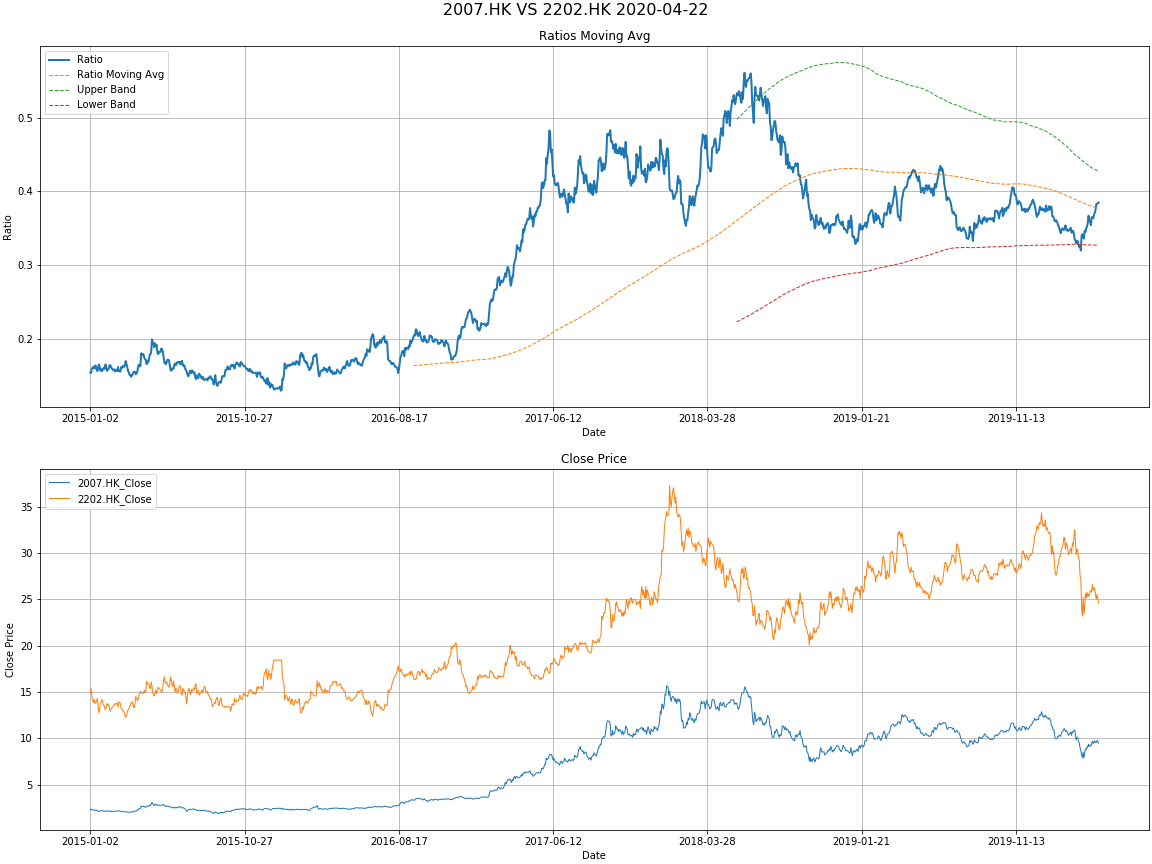 2007.HK VS 2202.HK 2020-04-22
Ratios Moving Avg
Ratio
Ratio Moving Avg
Upper Band
Lower Band
0.5
0.4
0.3
0.2
Ratio
2015-01-02 2015-10-27 2016-08-17 2017-06-12 2018-03-28 2019-01-21 2019-11-13
Date
Close Price
2007.HK_Close
2202.HK_Close
35
30
25
20
15
10
5
Close Price
2015-01-02 2015-10-27 2016-08-17 2017-06-12 2018-03-28 2019-01-21 2019-11-13
Date